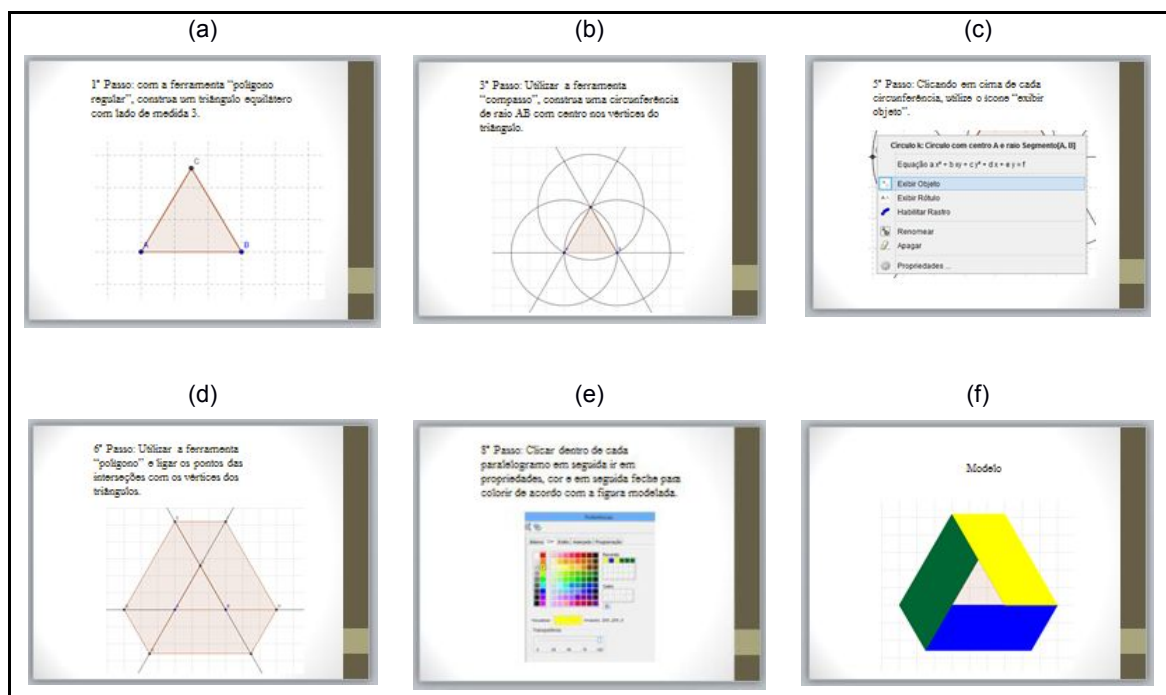 (a)
(b)
(c)
1º Passo: com a ferramenta “polígono
regular”, construa um triângulo equilátero
com lado de medida 3.
C
A
B
3º Passo: Utilizar a ferramenta
“compasso”, construa uma circunferência
de raio AB com centro nos vértices do
triângulo.
5º Passo: Clicando em cima de cada
circunferência, utilize o ícone “exibir
objeto”.
Círculo k: Círculo com centro A e raio Segmento[A, B]
Equação a x² + b xy + c y² + d x + e y = f
Exibir Objeto
Exibir Rótulo
Habilitar Rastro
Renomear
Apagar
Propriedades ...
(d)
(e)
(f)
6º Passo: Utilizar a ferramenta
“polígono” e ligar os pontos das
interseções com os vértices dos
triângulos.
8º Passo: Clicar dentro de cada
paralelogramo em seguida ir em
propriedades, cor e em seguida feche para
colorir de acordo com a figura modelada.
Básico Cor Estilo Avançado Programação
Modelo